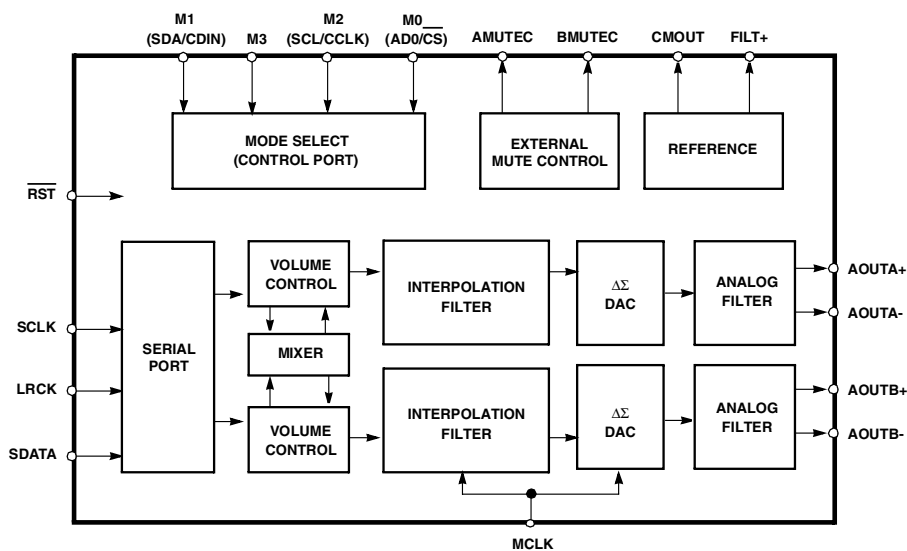 M1
(SDA/CDIN)
M3
M2
(SCL/CCLK)
M0
(AD0/CS)
AMUTEC
BMUTEC
CMOUT
FILT+
MODE SELECT
(CONTROL PORT)
EXTERNAL
MUTE CONTROL
REFERENCE
RST
SCLK
LRCK
SDATA
SERIAL
PORT
VOLUME
CONTROL
MIXER
VOLUME
CONTROL
INTERPOLATION
FILTER
INTERPOLATION
FILTER
ΔΣ
DAC
ΔΣ
DAC
ANALOG
FILTER
ANALOG
FILTER
AOUTA+
AOUTA-
AOUTB+
AOUTB-
MCLK